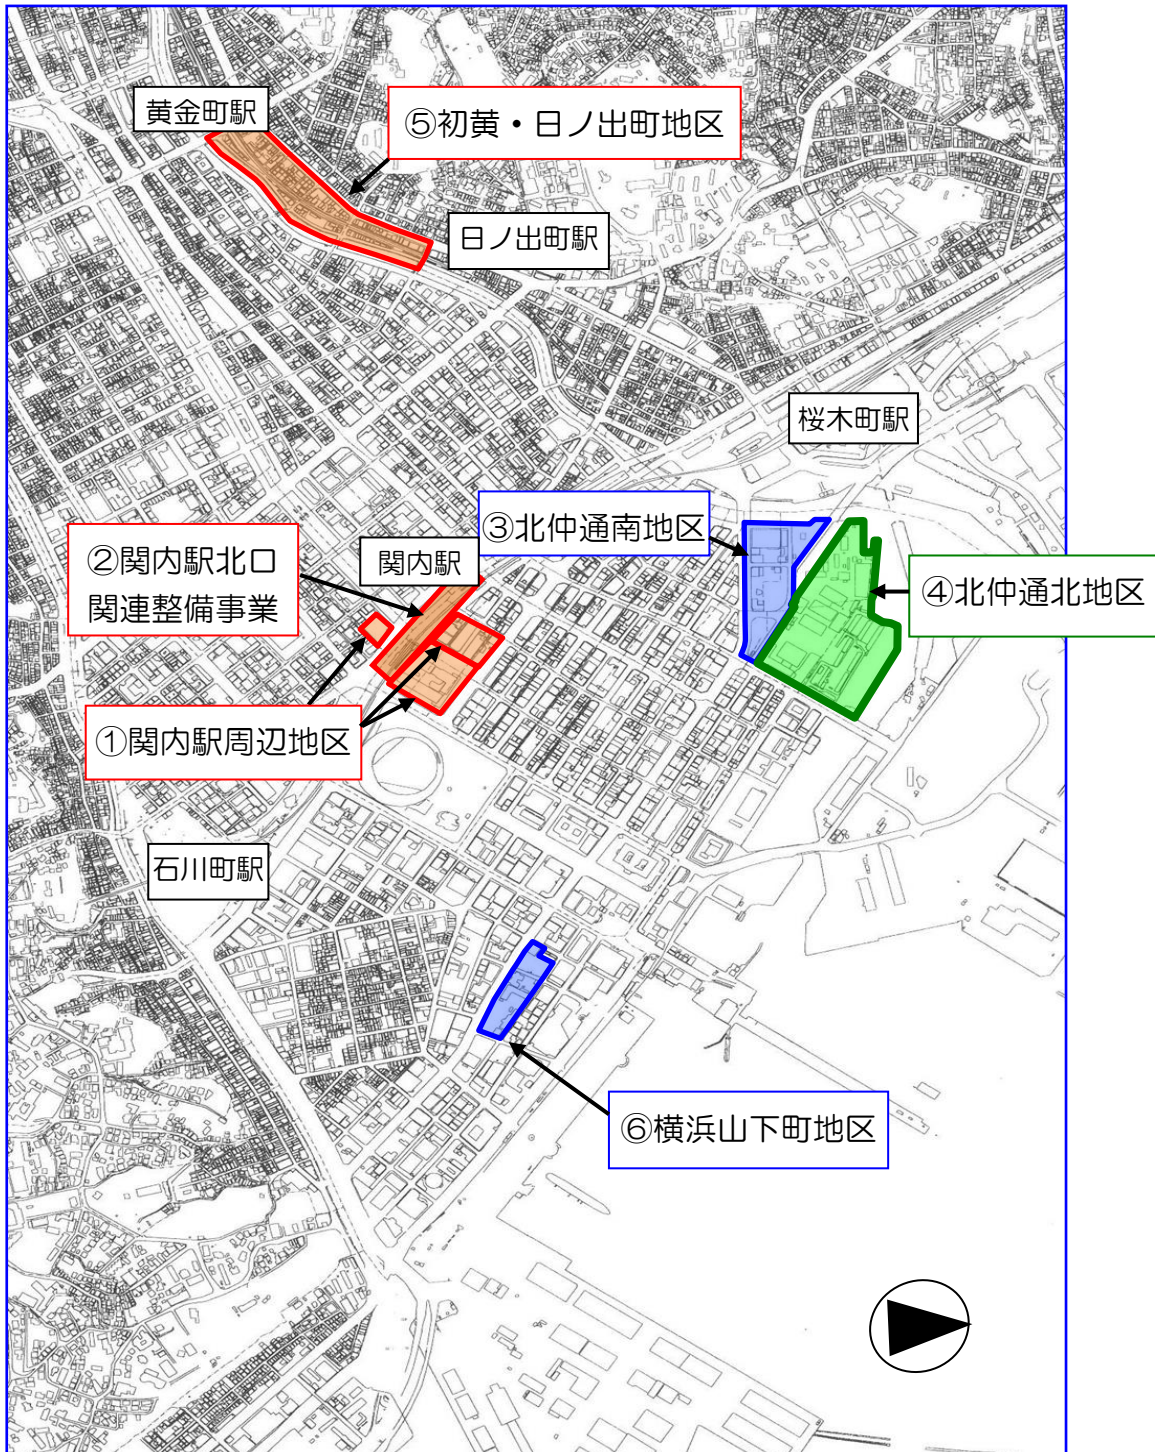 黄金町駅
⑤初黄・日ノ出町地区
日ノ出町駅
桜木町駅
③北仲通南地区
②関内駅北口
関連整備事業
関内駅
④北仲通北地区
①関内駅周辺地区
石川町駅
⑥横浜山下町地区